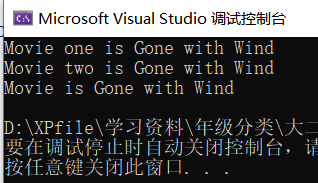 Microsoft Visual Studio 调试控制台
Movie one is Gone with Wind
Movie two is Gone with Wind
Movie is Gone with Wind
D:\XPfile\学习资料\年级分类\大二
要在调试停止时自动关闭控制台，请
按任意键关闭此窗口. . .